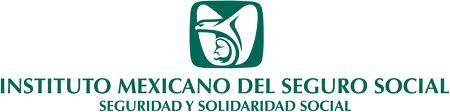 INSTITUTO MEXICANO DEL SEGURO SOCIAL
SEGURIDAD Y SOLIDARIDAD SOCIAL